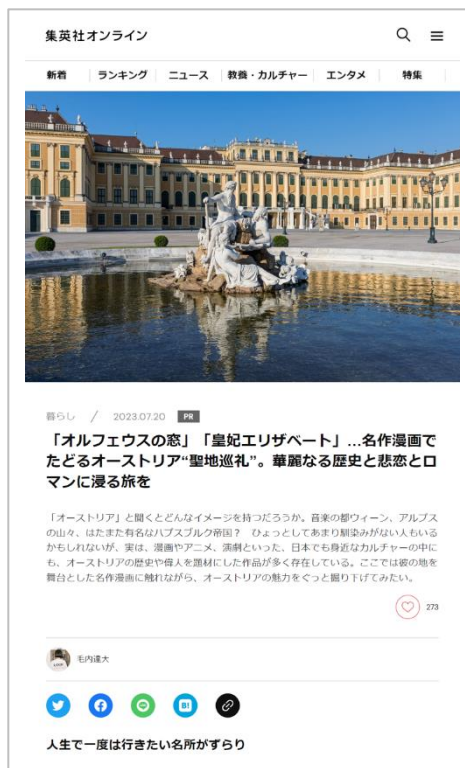 集英社オンライン
新着 ランキング ニュース 教養・カルチャー エンタメ 特集
暮らし / 2023.07.20 PR
「オルフェウスの窓」「皇妃エリザベート」…名作漫画で
たどるオーストリア“聖地巡礼”。華麗なる歴史と悲恋とロ
マンに浸る旅を
「オーストリア」と聞くとどんなイメージを持つだろうか。音楽の都ウィーン、アルプス
の山々、はたまた有名なハプスブルク帝国？ ひょっとしてあまり馴染みがない人もいる
かもしれないが、実は、漫画やアニメ、演劇といった、日本でも身近なカルチャーの中に
も、オーストリアの歴史や偉人を題材にした作品が多く存在している。ここでは彼の地を
舞台とした名作漫画に触れながら、オーストリアの魅力をぐっと掘り下げてみたい。
273
毛内達大
B!
人生で一度は行きたい名所がずらり